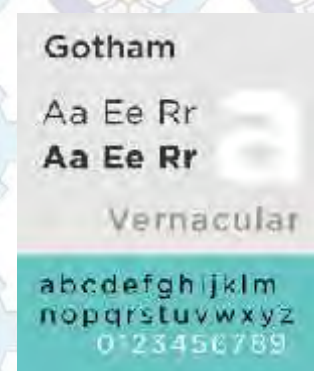 Gotham
Aa Ee Rr
Aa Ee Rr
a
Vernacular
abcdefghijklm
nopqrstuvwxyz
0123456789